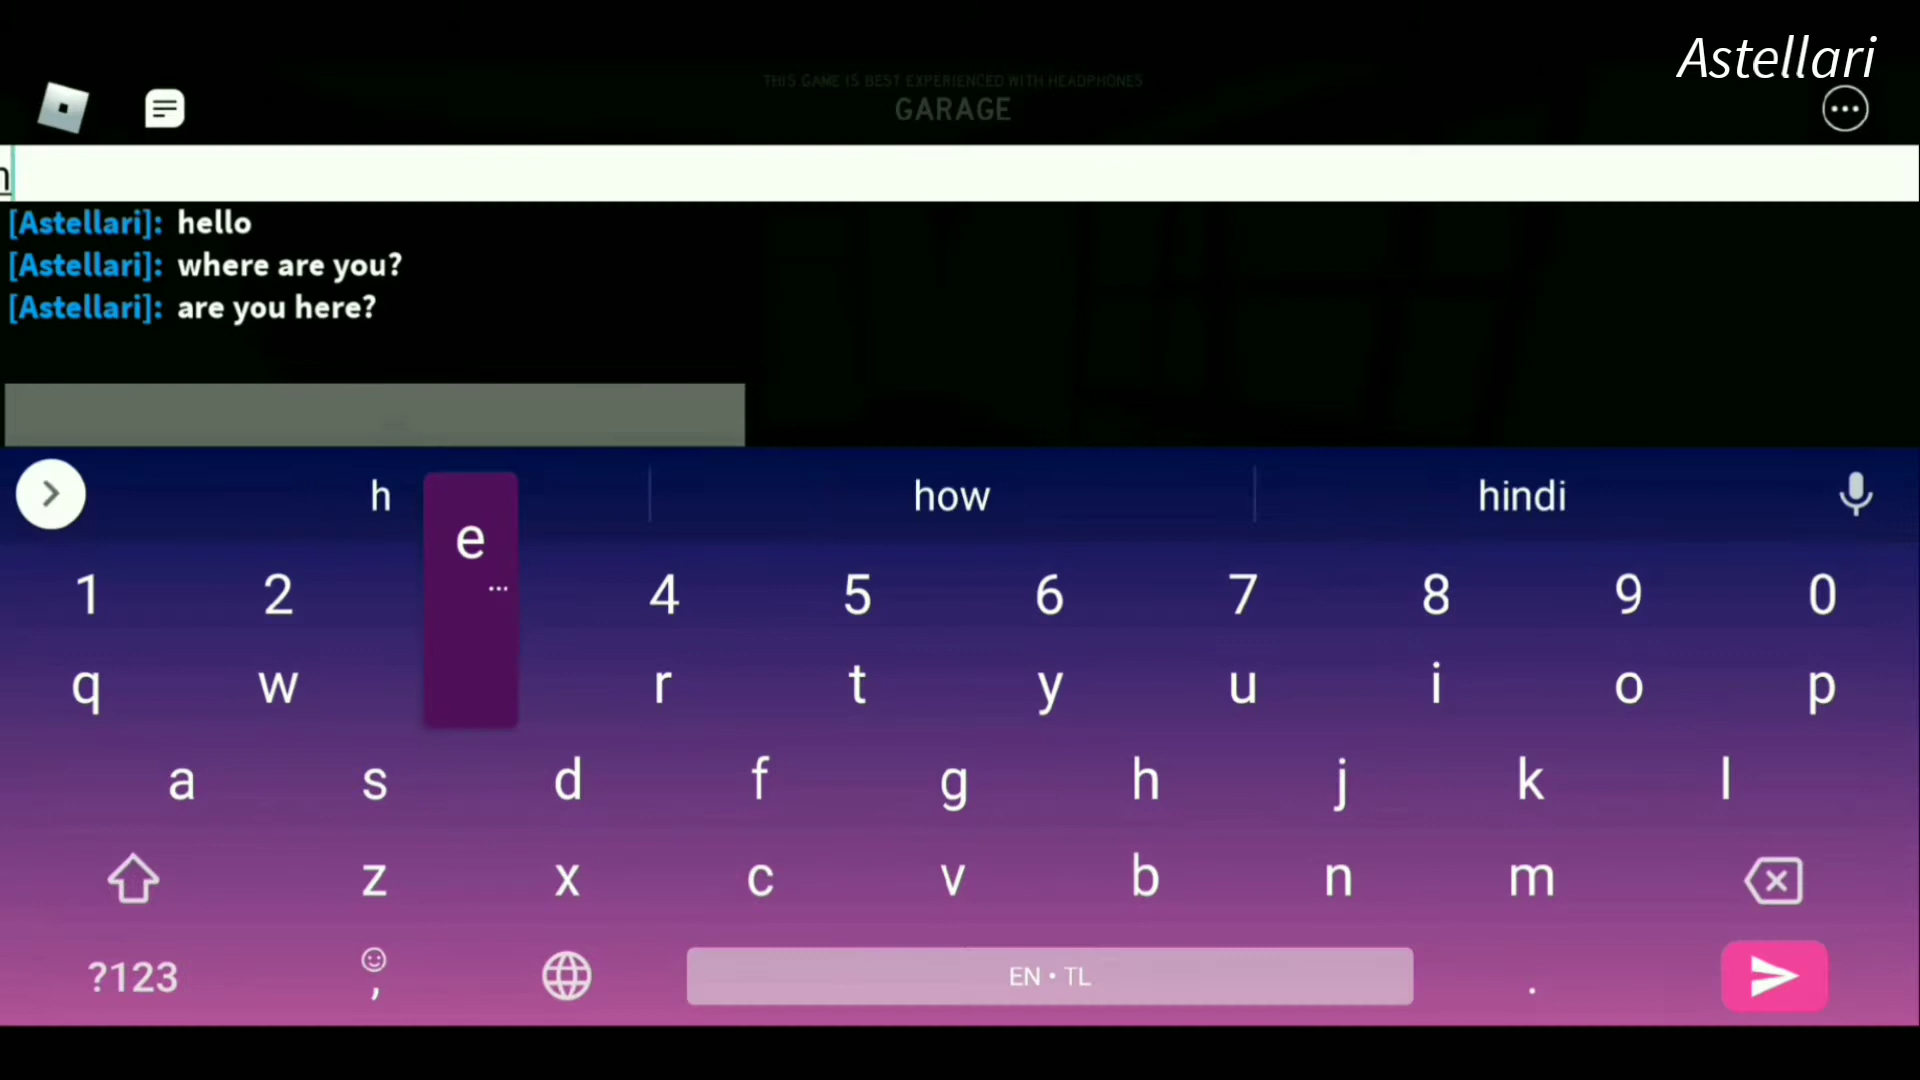 Astellari
THIS GAME IS BEST EXPERIENCED WITH HEADPHONES
GARAGE
h
[Astellari]: hello
[Astellari]: where are you?
[Astellari]: are you here?
h how hindi
e
...
1 2 4 5 6 7 8 9 0
q w r t y u i o p
a s d f g h j k l
z x c v b n m
?123 , EN • TL .